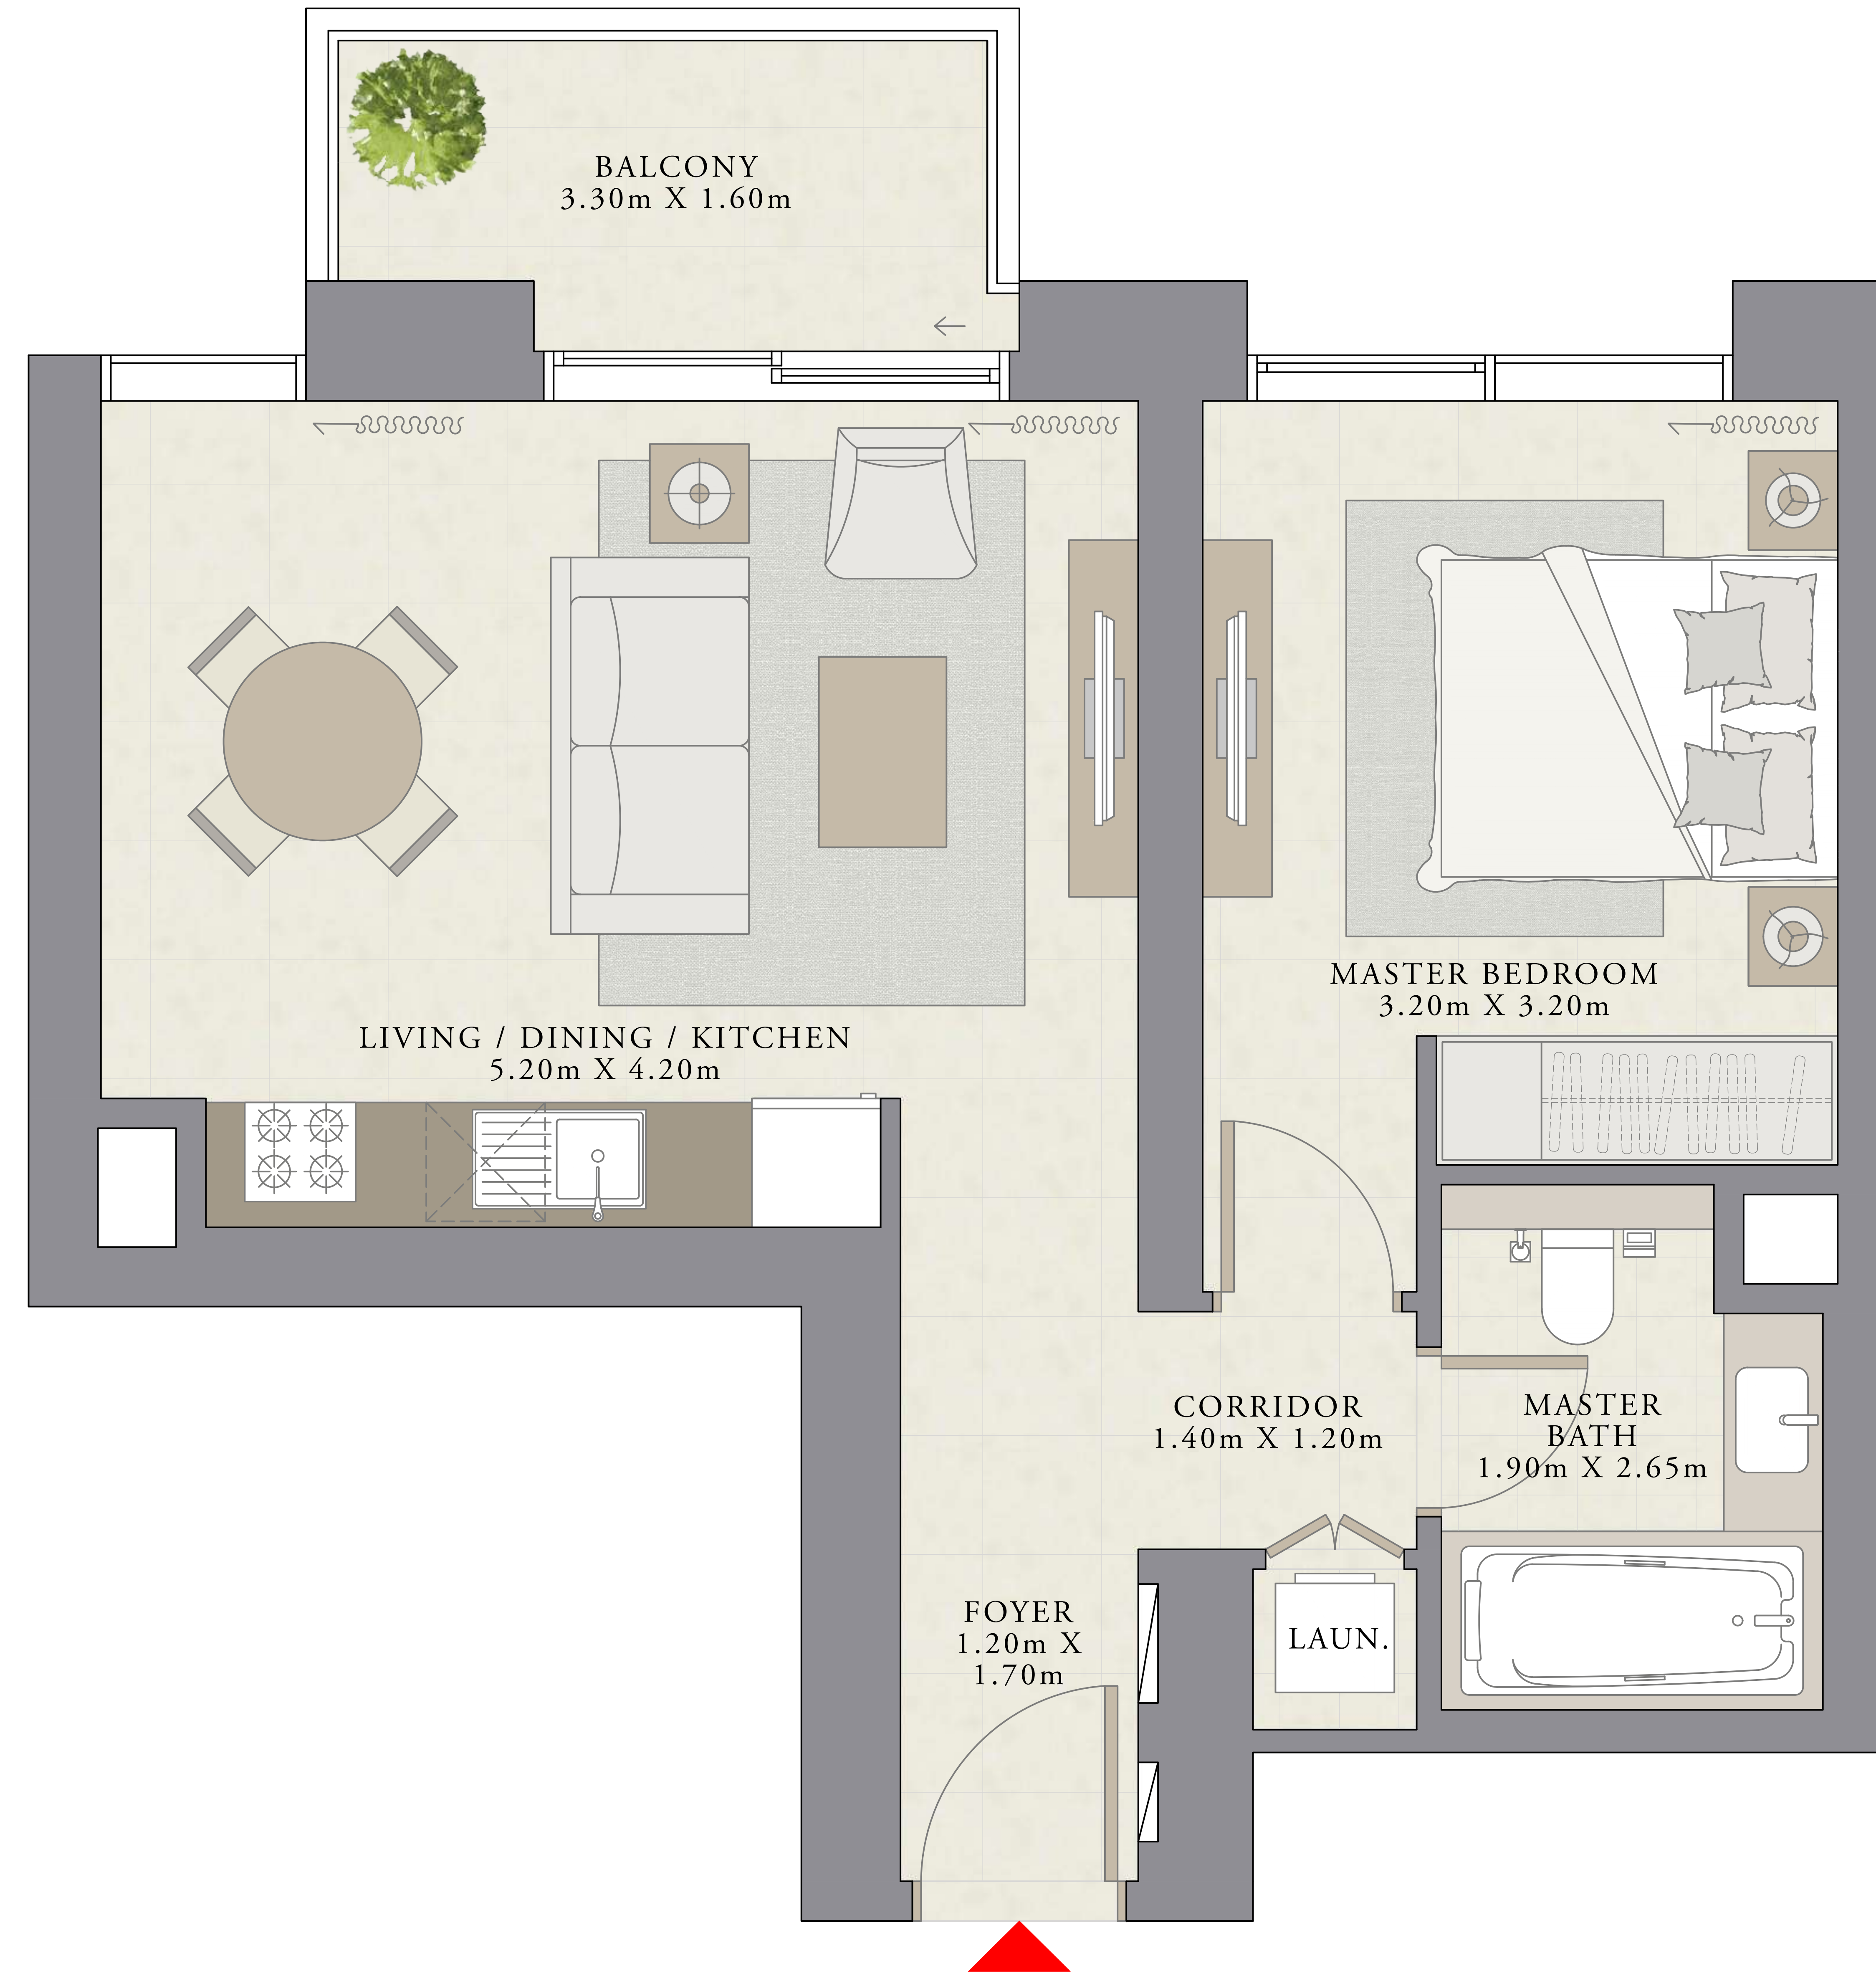 BALCONY
3.30m X 1.60m
MASTER BEDROOM
3.20m X 3.20m
LIVING / DINING / KITCHEN
5.20m X 4.20m
CORRIDOR
1.40m X 1.20m
MASTER
BATH
1.90m X 2.65m
FOYER
1.20m X
1.70m
LAUN.